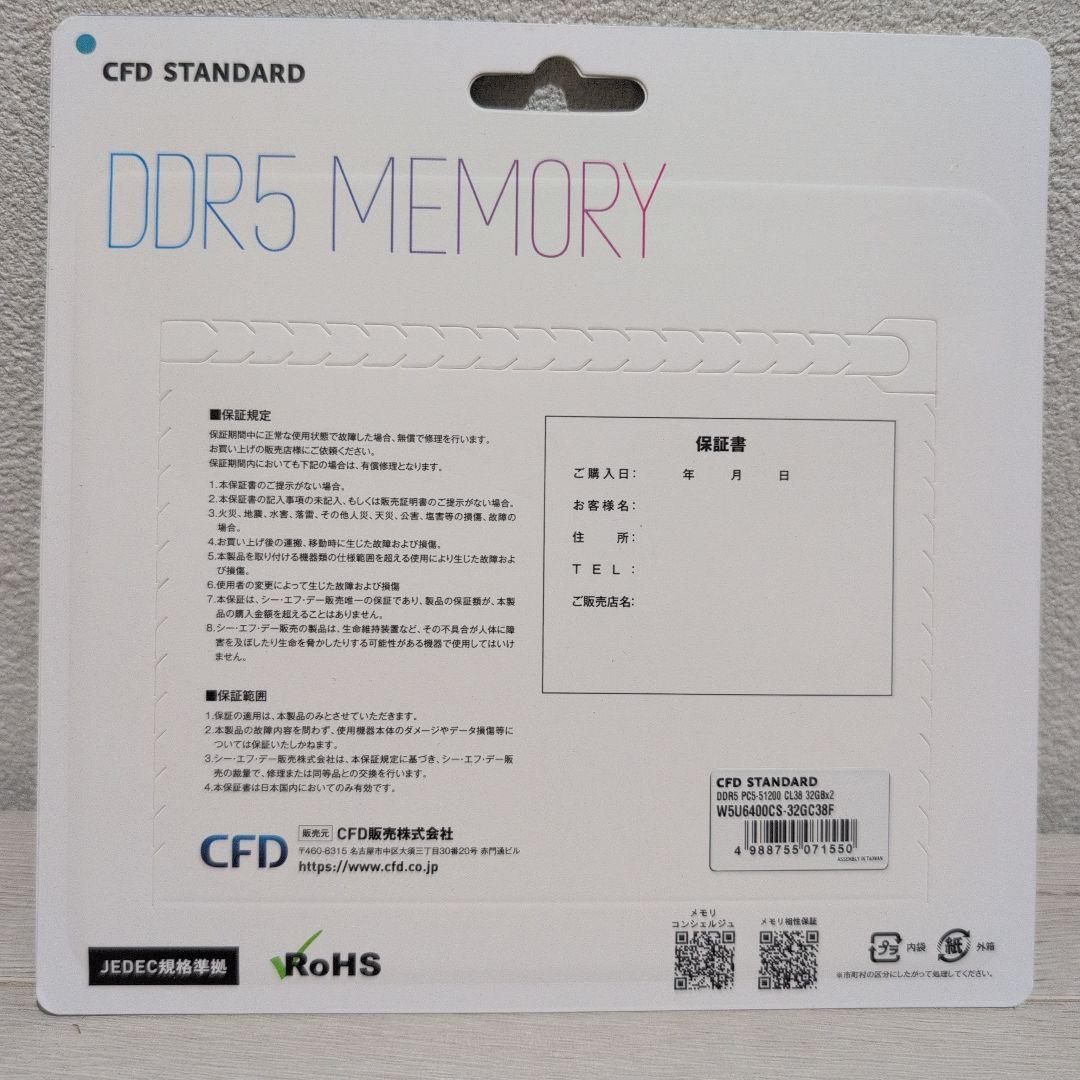 CFD STANDARD
DDR5 MEMORY
■保証規定
保証期間中に正常な使用状態で故障した場合、無償で修理を行います。
お買い上げの販売店様にご依頼ください。
保証期間内においても下記の場合は、有償修理となります。
1.本保証書のご提示がない場合。
2.本保証書の記入事項の未記入、もしくは販売証明書のご提示がない場合。
3.火災、地震、水害、落雷、その他人災、天災、公害、塩害等の損傷、故障の
場合。
4.お買い上げ後の運搬、移動時に生じた故障および損傷。
5.本製品を取り付ける機器類の仕様範囲を超える使用により生じた故障およ
び損傷。
6.使用者の変更によって生じた故障および損傷
7.本保証は、シー・エフ・デー販売唯一の保証であり、製品の保証額が、本製
品の購入金額を超えることはありません。
8.シー・エフ・デー販売の製品は、生命維持装置など、その不具合が人体に障
害を及ぼしたり生命を脅かしたりする可能性がある機器で使用してはいけ
ません。
■保証範囲
1.保証の適用は、本製品のみとさせていただきます。
2.本製品の故障内容を問わず、使用機器本体のダメージやデータ損傷等に
ついては保証いたしかねます。
3.シー・エフ・デー販売株式会社は、本保証規定に基づき、シー・エフ・デー販
売の裁量で、修理または同等品との交換を行います。
4.本保証書は日本国内においてのみ有効です。
保証書
ご購入日: 年 月 日
お客様名:
住 所:
TEL:
ご販売店名:
CFD STANDARD
DDR5 PC5-51200 CL38 32GBx2
W5U6400CS-32GC38F
4 988755 071550
ASSEMBLY IN TAIWAN
CFD
販売元 CFD販売株式会社
〒460-8315 名古屋市中区大須三丁目30番20号 赤門通ビル
https://www.cfd.co.jp
JEDEC規格準拠
RoHS
メモリ
コンシェルジュ
メモリ相性保証
プラ 内袋
紙 外箱
※市町村の区分にしたがって処理してください。